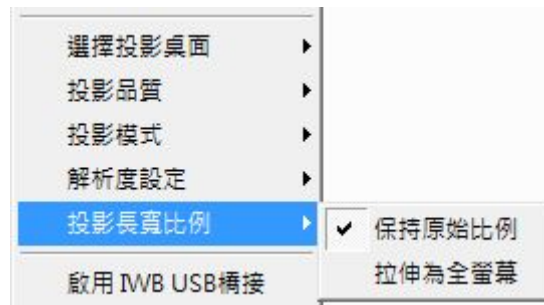 選擇投影桌面
投影品質
投影模式
解析度設定
投影長寬比例
保持原始比例
拉伸為全螢幕
啟用 IWB USB橋接